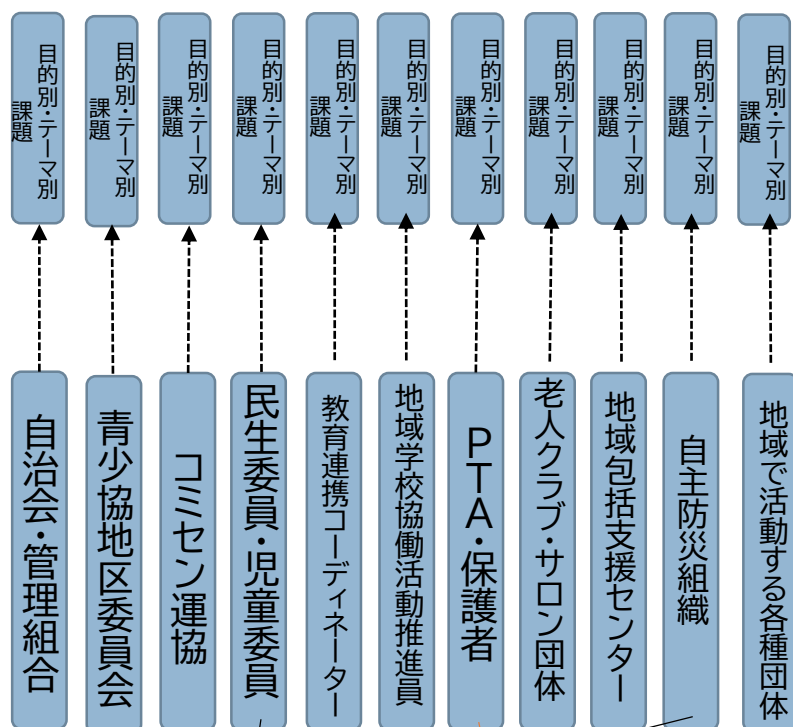 目的別・テーマ別
課題
目的別・テーマ別
課題
目的別・テーマ別
課題
目的別・テーマ別
課題
目的別・テーマ別
課題
目的別・テーマ別
課題
目的別・テーマ別
課題
目的別・テーマ別
課題
目的別・テーマ別
課題
目的別・テーマ別
課題
目的別・テーマ別
課題
自治会・管理組合
青少協地区委員会
コミセン運協
民生委員・児童委員
教育連携コーディネーター
地域学校協働活動推進員
PTA・保護者
老人クラブ・サロン団体
地域包括支援センター
自主防災組織
地域で活動する各種団体